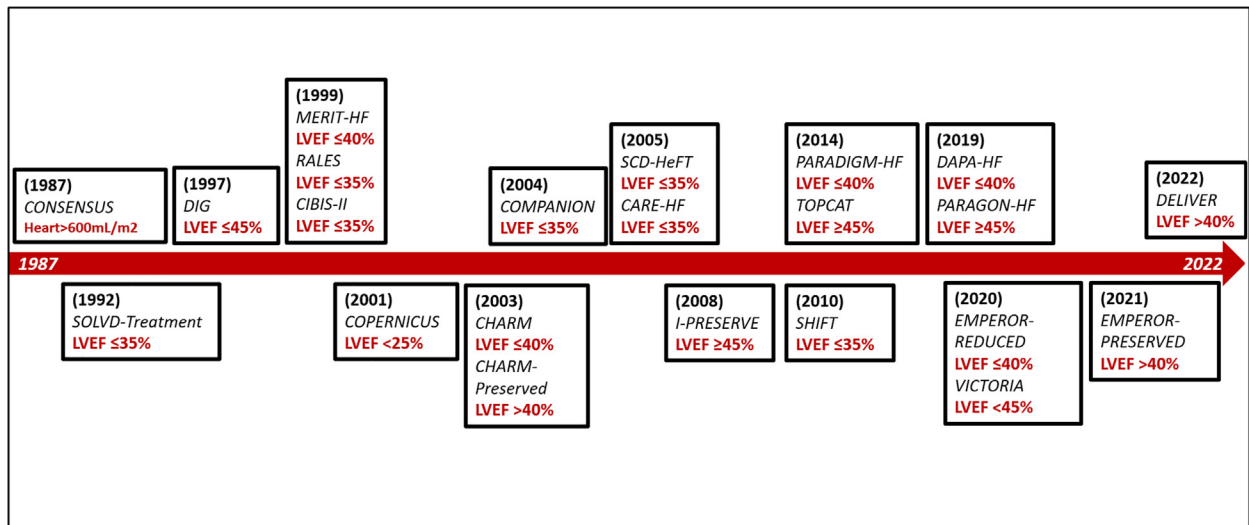 (1987)
CONSENSUS
Heart>600mL/m2
(1997)
DIG
LVEF ≤45%
(1999)
MERIT-HF
LVEF ≤40%
RALES
LVEF ≤35%
CIBIS-II
LVEF ≤35%
(2004)
COMPANION
LVEF ≤35%
(2005)
SCD-HeFT
LVEF ≤35%
CARE-HF
LVEF ≤35%
(2014)
PARADIGM-HF
LVEF ≤40%
TOPCAT
LVEF ≥45%
(2019)
DAPA-HF
LVEF ≤40%
PARAGON-HF
LVEF ≥45%
(2022)
DELIVER
LVEF >40%
1987
2022
(1992)
SOLVD-Treatment
LVEF ≤35%
(2001)
COPERNICUS
LVEF <25%
(2003)
CHARM
LVEF ≤40%
CHARM-
Preserved
LVEF >40%
(2008)
I-PRESERVE
LVEF ≥45%
(2010)
SHIFT
LVEF ≤35%
(2020)
EMPEROR-
REDUCED
LVEF ≤40%
VICTORIA
LVEF <45%
(2021)
EMPEROR-
PRESERVED
LVEF >40%